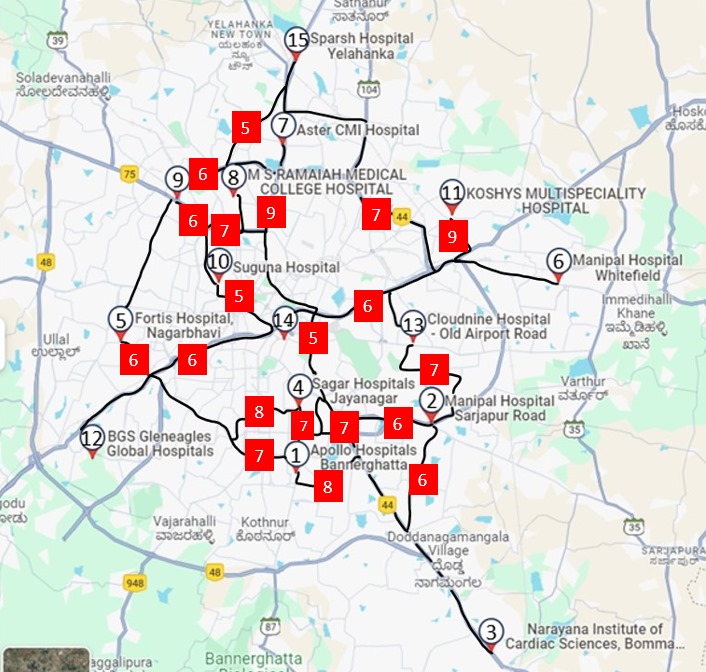 Sathanur
ಸಾತನೂರ್
YELAHANKA
NEW TOWN
ಯಲಹಂಕ
ನ್ಯೂ
ಟೌನ್
15
Sparsh Hospital
Yelahanka
39
Soladevanahalli
ಸೋಲದೇವನಹಳ್ಳಿ
104
Hosk
ಹೊಸಕೆ
5
7
Aster CMI Hospital
75
9
6
8
M S RAMAIAH MEDICAL
COLLEGE HOSPITAL
11
KOSHYS MULTISPECIALITY
HOSPITAL
6
7
9
7
44
9
48
10
Suguna Hospital
6
Manipal Hospital
Whitefield
5
6
Immedihalli
Khane
ಇಮ್ಮೆಡಿಹಳ್ಳಿ
ಖಾನೆ
5
Fortis Hospital,
Nagarbhavi
14
5
13
Cloudnine Hospital
- Old Airport Road
Ullal
ಉಲ್ಲಾಳ್
6
6
7
Varthur
ವರ್ತೂರ್
4
Sagar Hospitals
Jayanagar
2
Manipal Hospital
Sarjapur Road
8
7
7
6
35
12
BGS Gleneagles
Global Hospitals
7
1
Apollo Hospitals
Bannerghatta
8
6
44
Vajarahalli
ವಾಜರಹಳ್ಳಿ
Kothnur
ಕೊಠನೂರ್
35
Doddanagamangala
Village
ದೊಡ್ಡ
ನಾಗಮಂಗಲ
SARJAPURA
948
48
87
3
Narayana Institute of
Cardiac Sciences, Bomma...
aggalipura
Bannerghatta